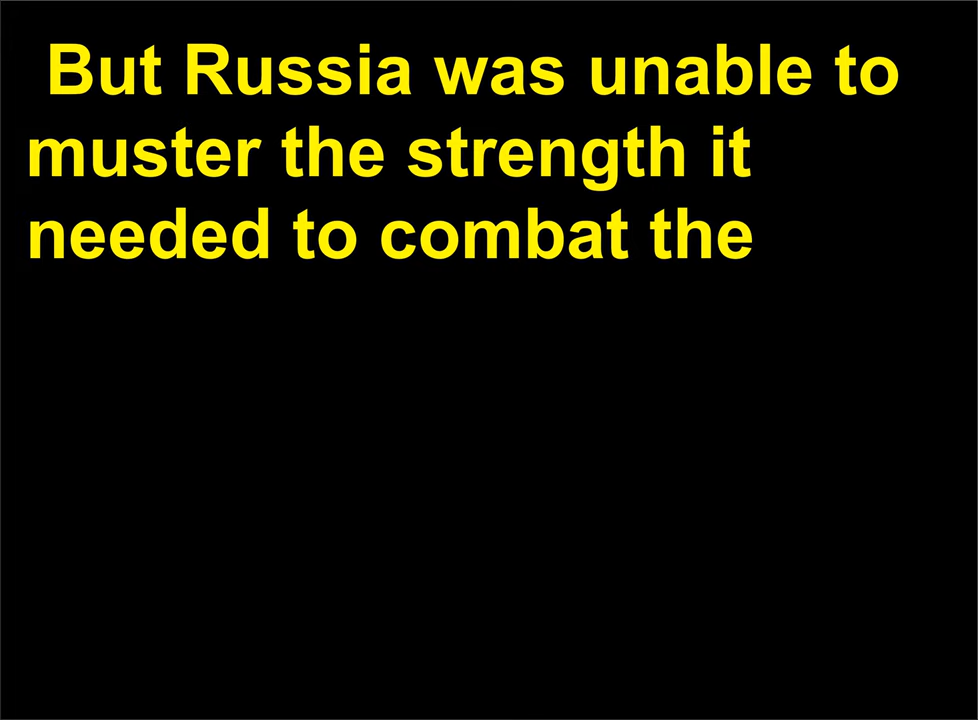 But Russia was unable to
muster the strength it
needed to combat the